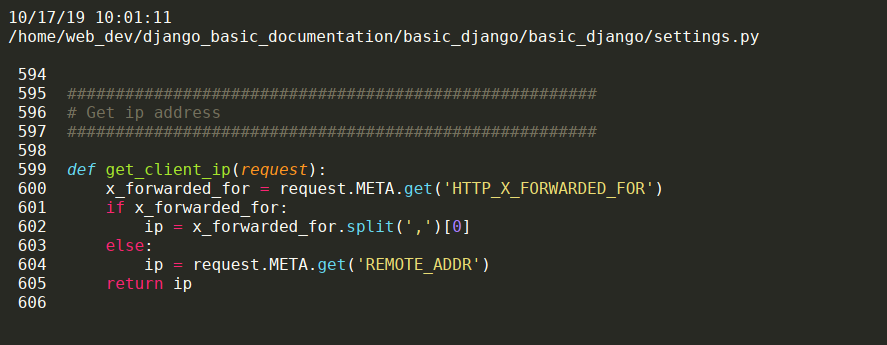 10/17/19 10:01:11
/home/web_dev/django_basic_documentation/basic_django/basic_django/settings.py
594
595 #######################################################
596 # Get ip address
597 #######################################################
598
599 def get_client_ip(request):
600     x_forwarded_for = request.META.get('HTTP_X_FORWARDED_FOR')
601     if x_forwarded_for:
602         ip = x_forwarded_for.split(',')[0]
603     else:
604         ip = request.META.get('REMOTE_ADDR')
605     return ip
606